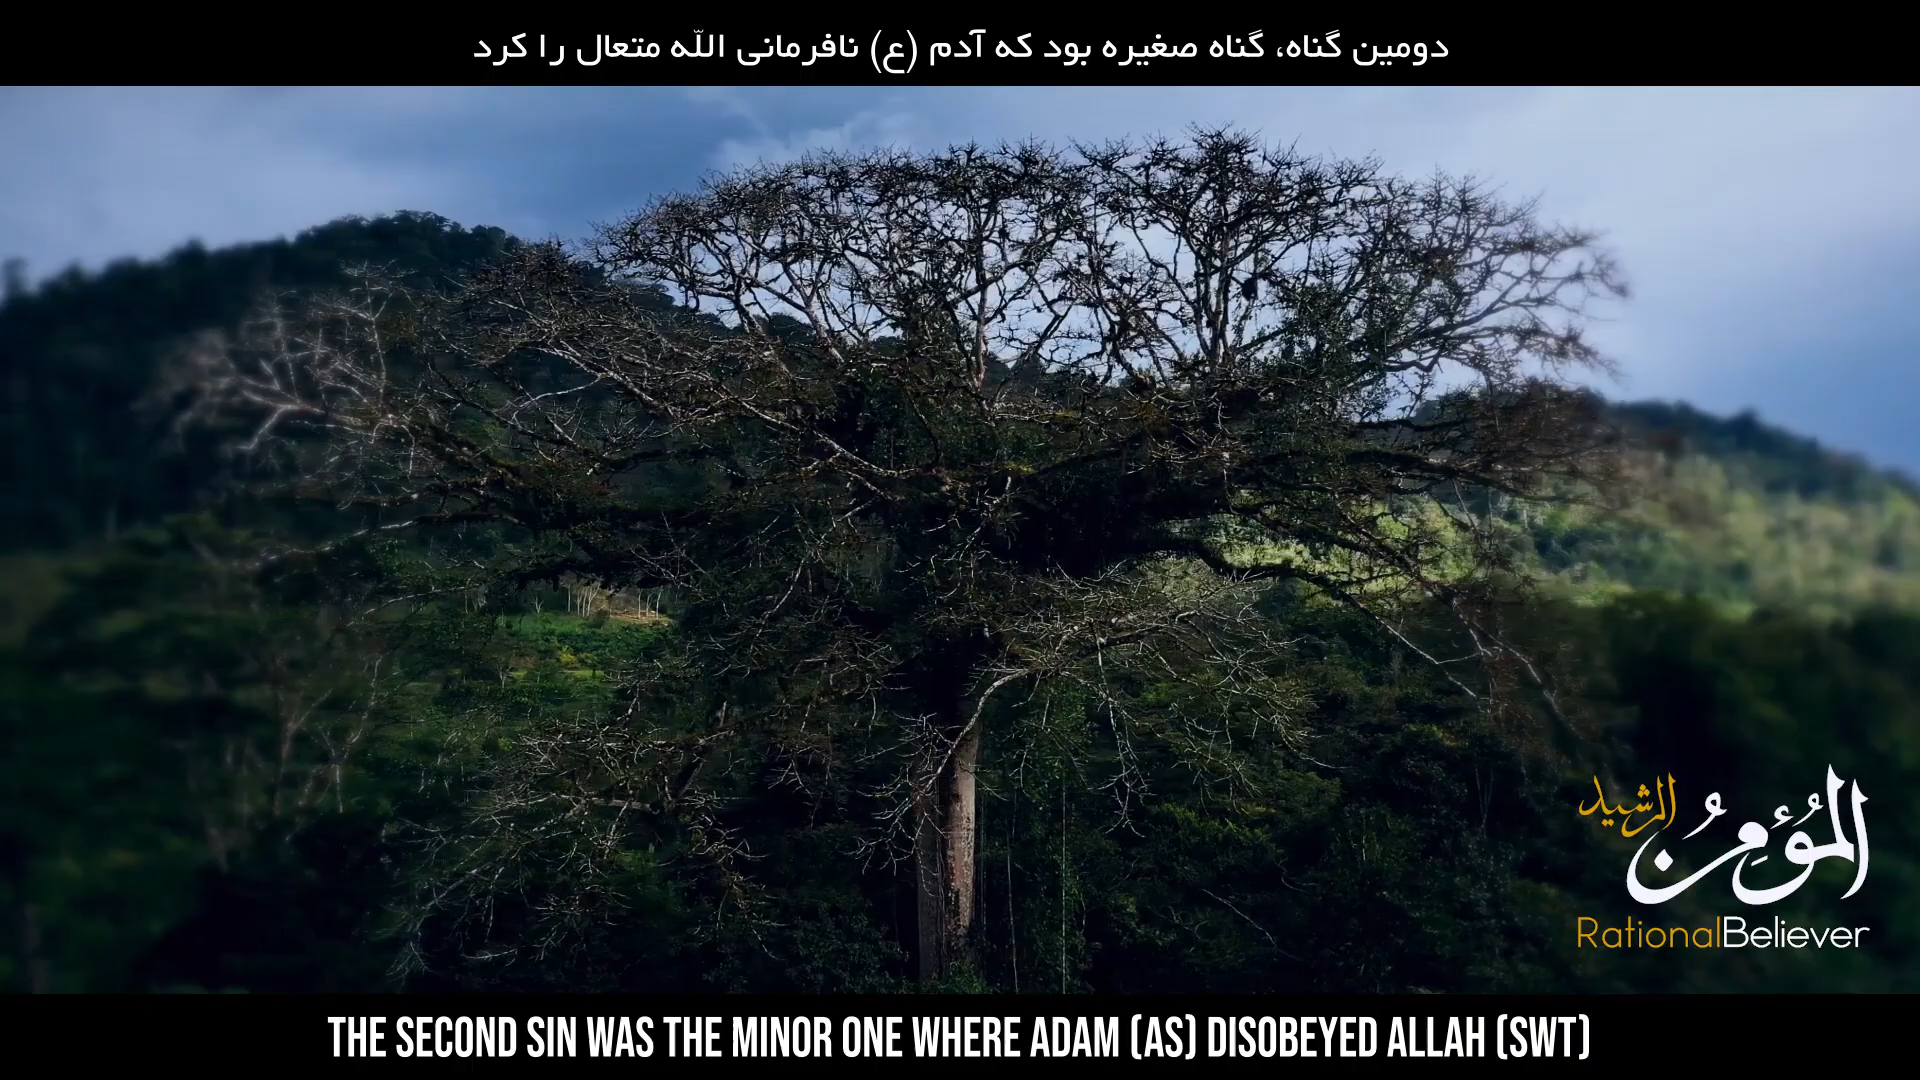 دومین گناه، گناه صغیره بود که آدم (ع) نافرمانی الله متعال را کرد
المؤمن الرشيد
RationalBeliever
THE SECOND SIN WAS THE MINOR ONE WHERE ADAM (AS) DISOBEYED ALLAH (SWT)